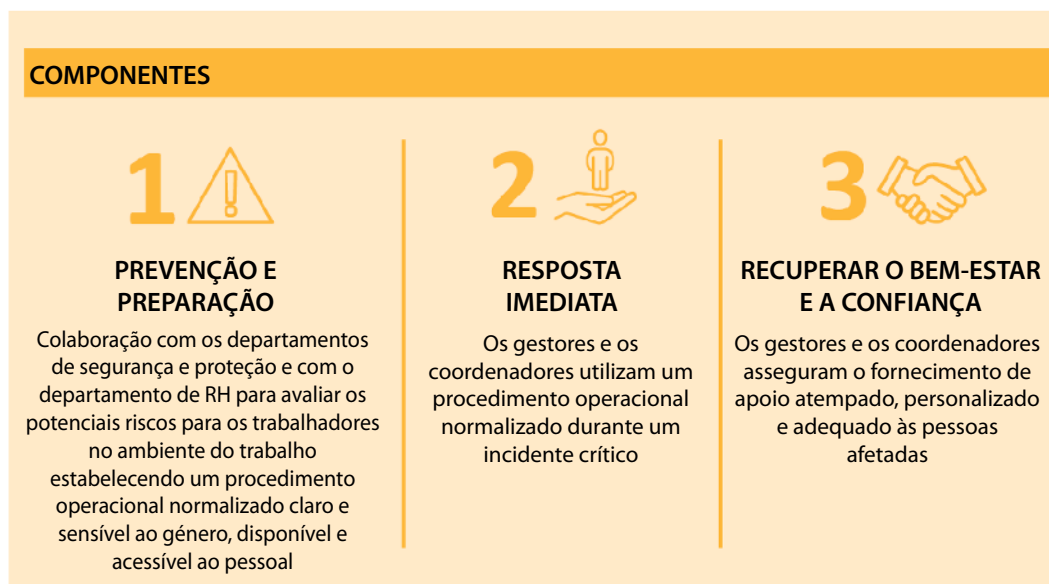 COMPONENTES
1
PREVENÇÃO E
PREPARAÇÃO
Colaboração com os departamentos
de segurança e proteção e com o
departamento de RH para avaliar os
potenciais riscos para os trabalhadores
no ambiente do trabalho
estabelecendo um procedimento
operacional normalizado claro e
sensível ao género, disponível e
acessível ao pessoal
2
RESPOSTA
IMEDIATA
Os gestores e os
coordenadores utilizam um
procedimento operacional
normalizado durante um
incidente crítico
3
RECUPERAR O BEM-ESTAR
E A CONFIANÇA
Os gestores e os coordenadores
asseguram o fornecimento de
apoio atempado, personalizado
e adequado às pessoas
afetadas